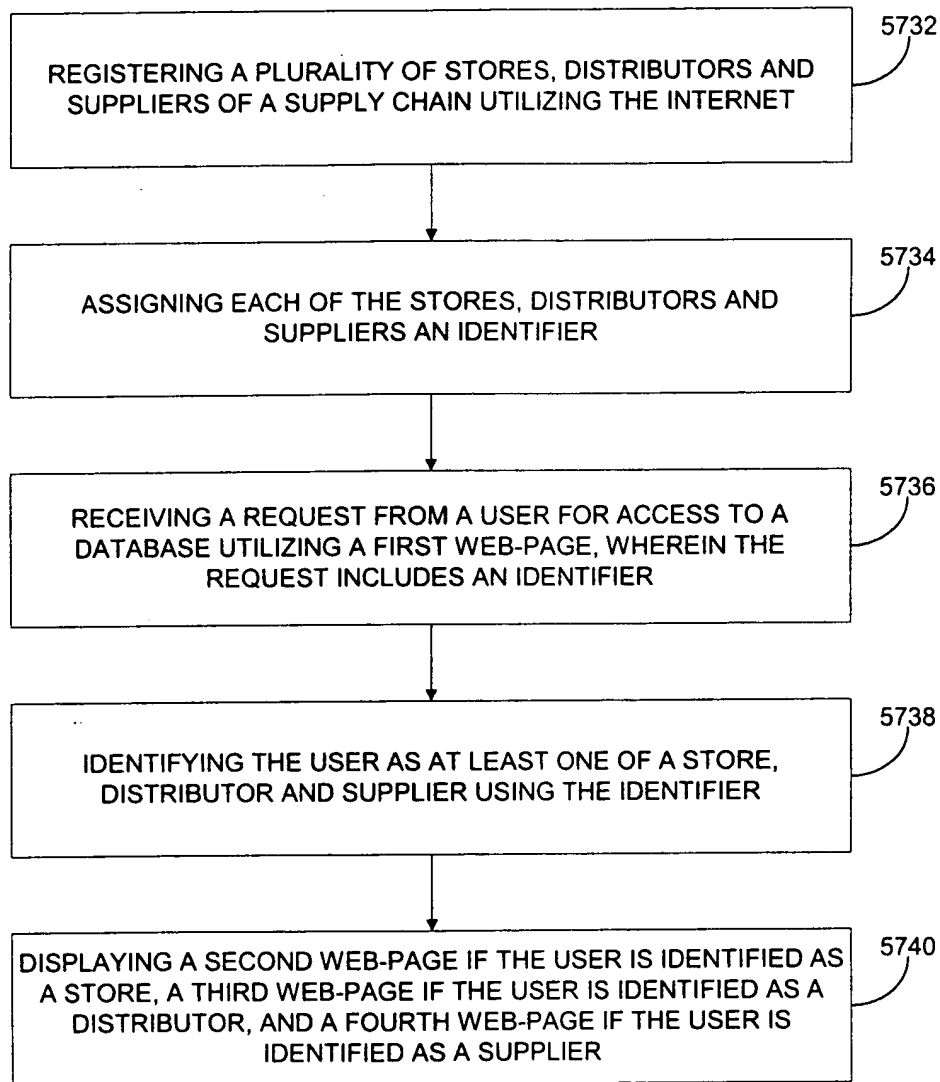 5732
REGISTERING A PLURALITY OF STORES, DISTRIBUTORS AND
SUPPLIERS OF A SUPPLY CHAIN UTILIZING THE INTERNET
5734
ASSIGNING EACH OF THE STORES, DISTRIBUTORS AND
SUPPLIERS AN IDENTIFIER
5736
RECEIVING A REQUEST FROM A USER FOR ACCESS TO A
DATABASE UTILIZING A FIRST WEB-PAGE, WHEREIN THE
REQUEST INCLUDES AN IDENTIFIER
5738
IDENTIFYING THE USER AS AT LEAST ONE OF A STORE,
DISTRIBUTOR AND SUPPLIER USING THE IDENTIFIER
5740
DISPLAYING A SECOND WEB-PAGE IF THE USER IS IDENTIFIED AS
A STORE, A THIRD WEB-PAGE IF THE USER IS IDENTIFIED AS A
DISTRIBUTOR, AND A FOURTH WEB-PAGE IF THE USER IS
IDENTIFIED AS A SUPPLIER